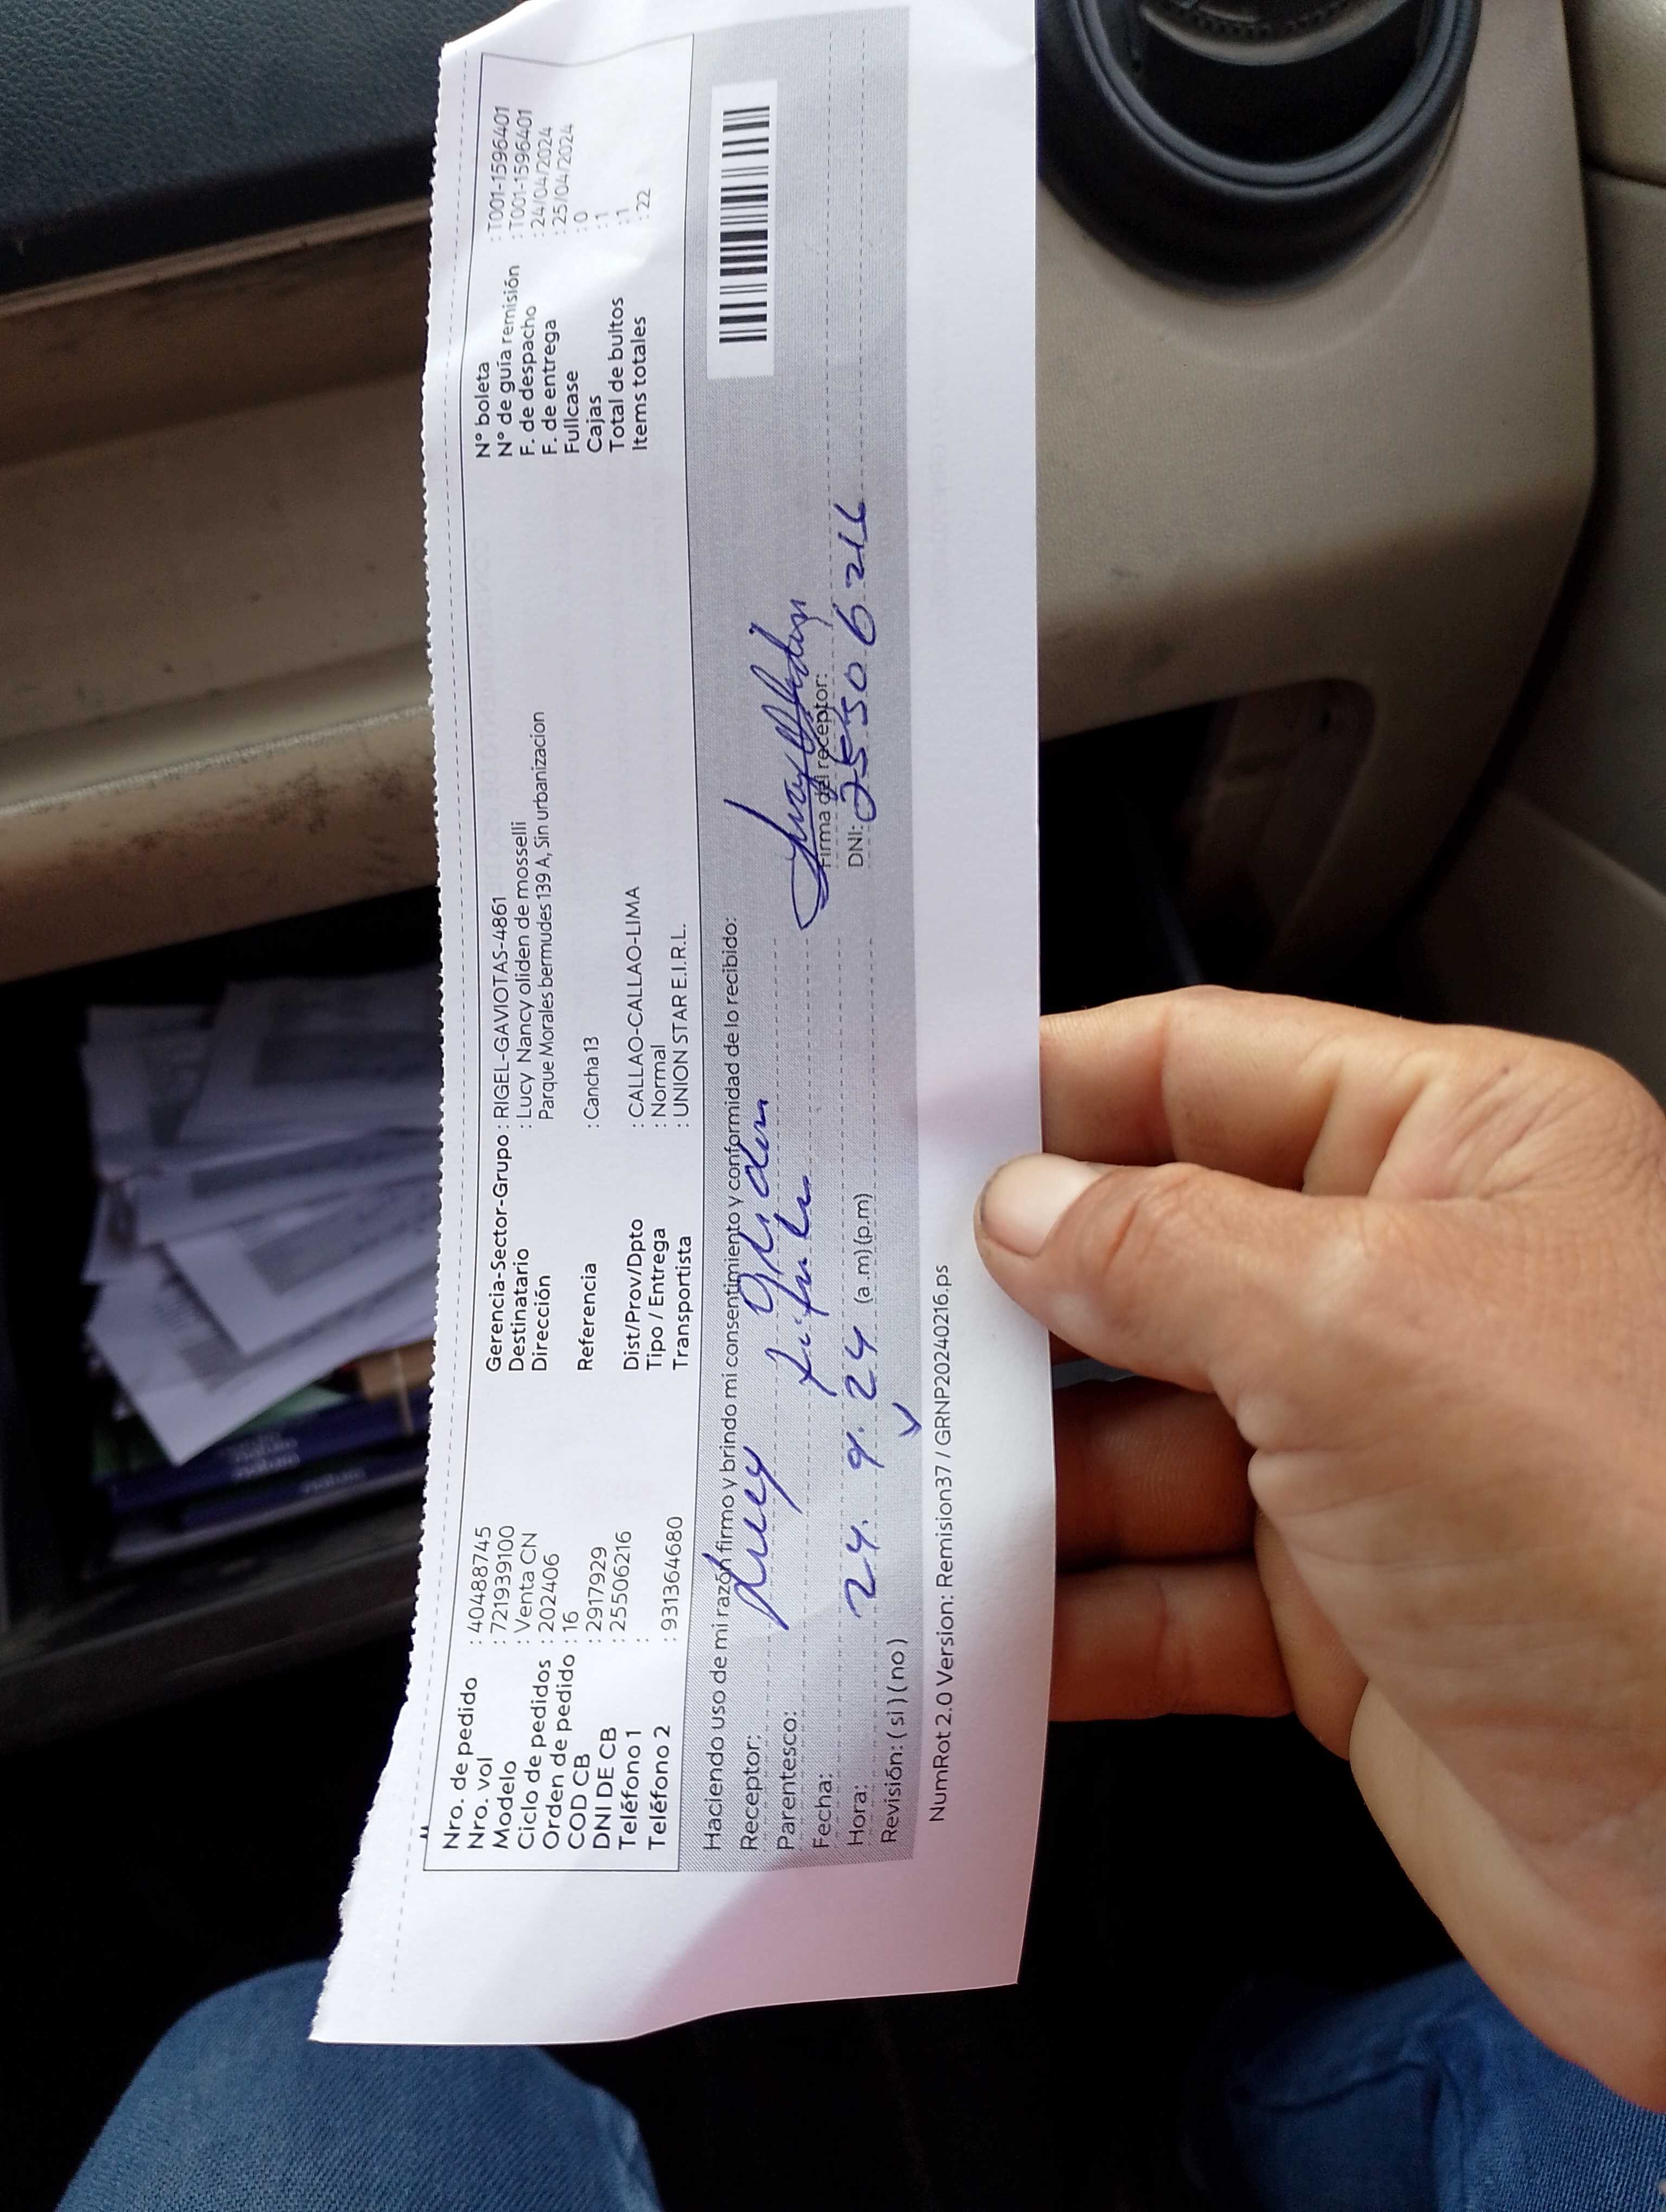 Nro. de pedido : 40488745
Nro. vol : 721939100
Modelo : Venta CN
Ciclo de pedidos : 202406
Orden de pedido : 16
COD CB : 2917929
DNI DE CB : 25506216
Teléfono 1 :
Teléfono 2 : 931364680
Gerencia-Sector-Grupo : RIGEL-GAVIOTAS-4861
Destinatario : Lucy Nancy oliden de mosselli
Dirección Parque Morales bermudes 139 A, Sin urbanizacion
Referencia : Cancha 13
Dist/Prov/Dpto : CALLAO-CALLAO-LIMA
Tipo / Entrega : Normal
Transportista : UNION STAR E.I.R.L.
N° boleta : T001-1596401
N° de guía remisión : T001-1596401
F. de despacho : 24/04/2024
F. de entrega : 25/04/2024
Fullcase : 0
Cajas : 1
Total de bultos : 1
Items totales : 22
Haciendo uso de mi razón firmo y brindo mi consentimiento y conformidad de lo recibido:
Receptor: Lucy Oliden
Parentesco:
Fecha: 24. 4. 24
Hora: (a.m) (p.m)
Revisión: ( si ) ( no )
Firma del receptor:
DNI: 25506216
NumRot 2.0 Version: Remision37 / GRNP20240216.ps